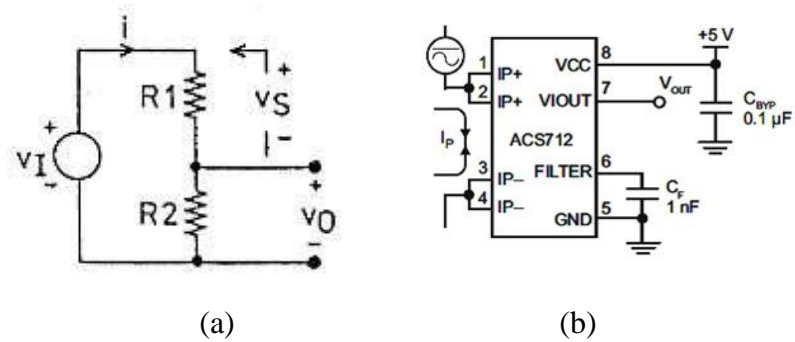 i
+
R1
+
vS
-
+
vI
-
R2
+
vO
-
(a)
+5 V
1 IP+
2 IP+
VCC 8
VIOUT 7
VOUT
CBYP
0.1 µF
IP
ACS712
3 IP–
4 IP–
FILTER 6
CF
1 nF
GND 5
(b)